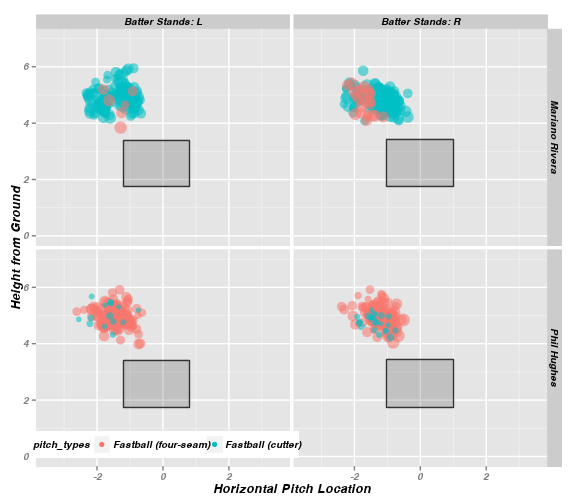 Batter Stands: L
Batter Stands: R
6
4
2
0
Mariano Rivera
Height from Ground
6
4
2
0
Phil Hughes
pitch_types
Fastball (four-seam)
Fastball (cutter)
-2
0
2
-2
0
2
Horizontal Pitch Location